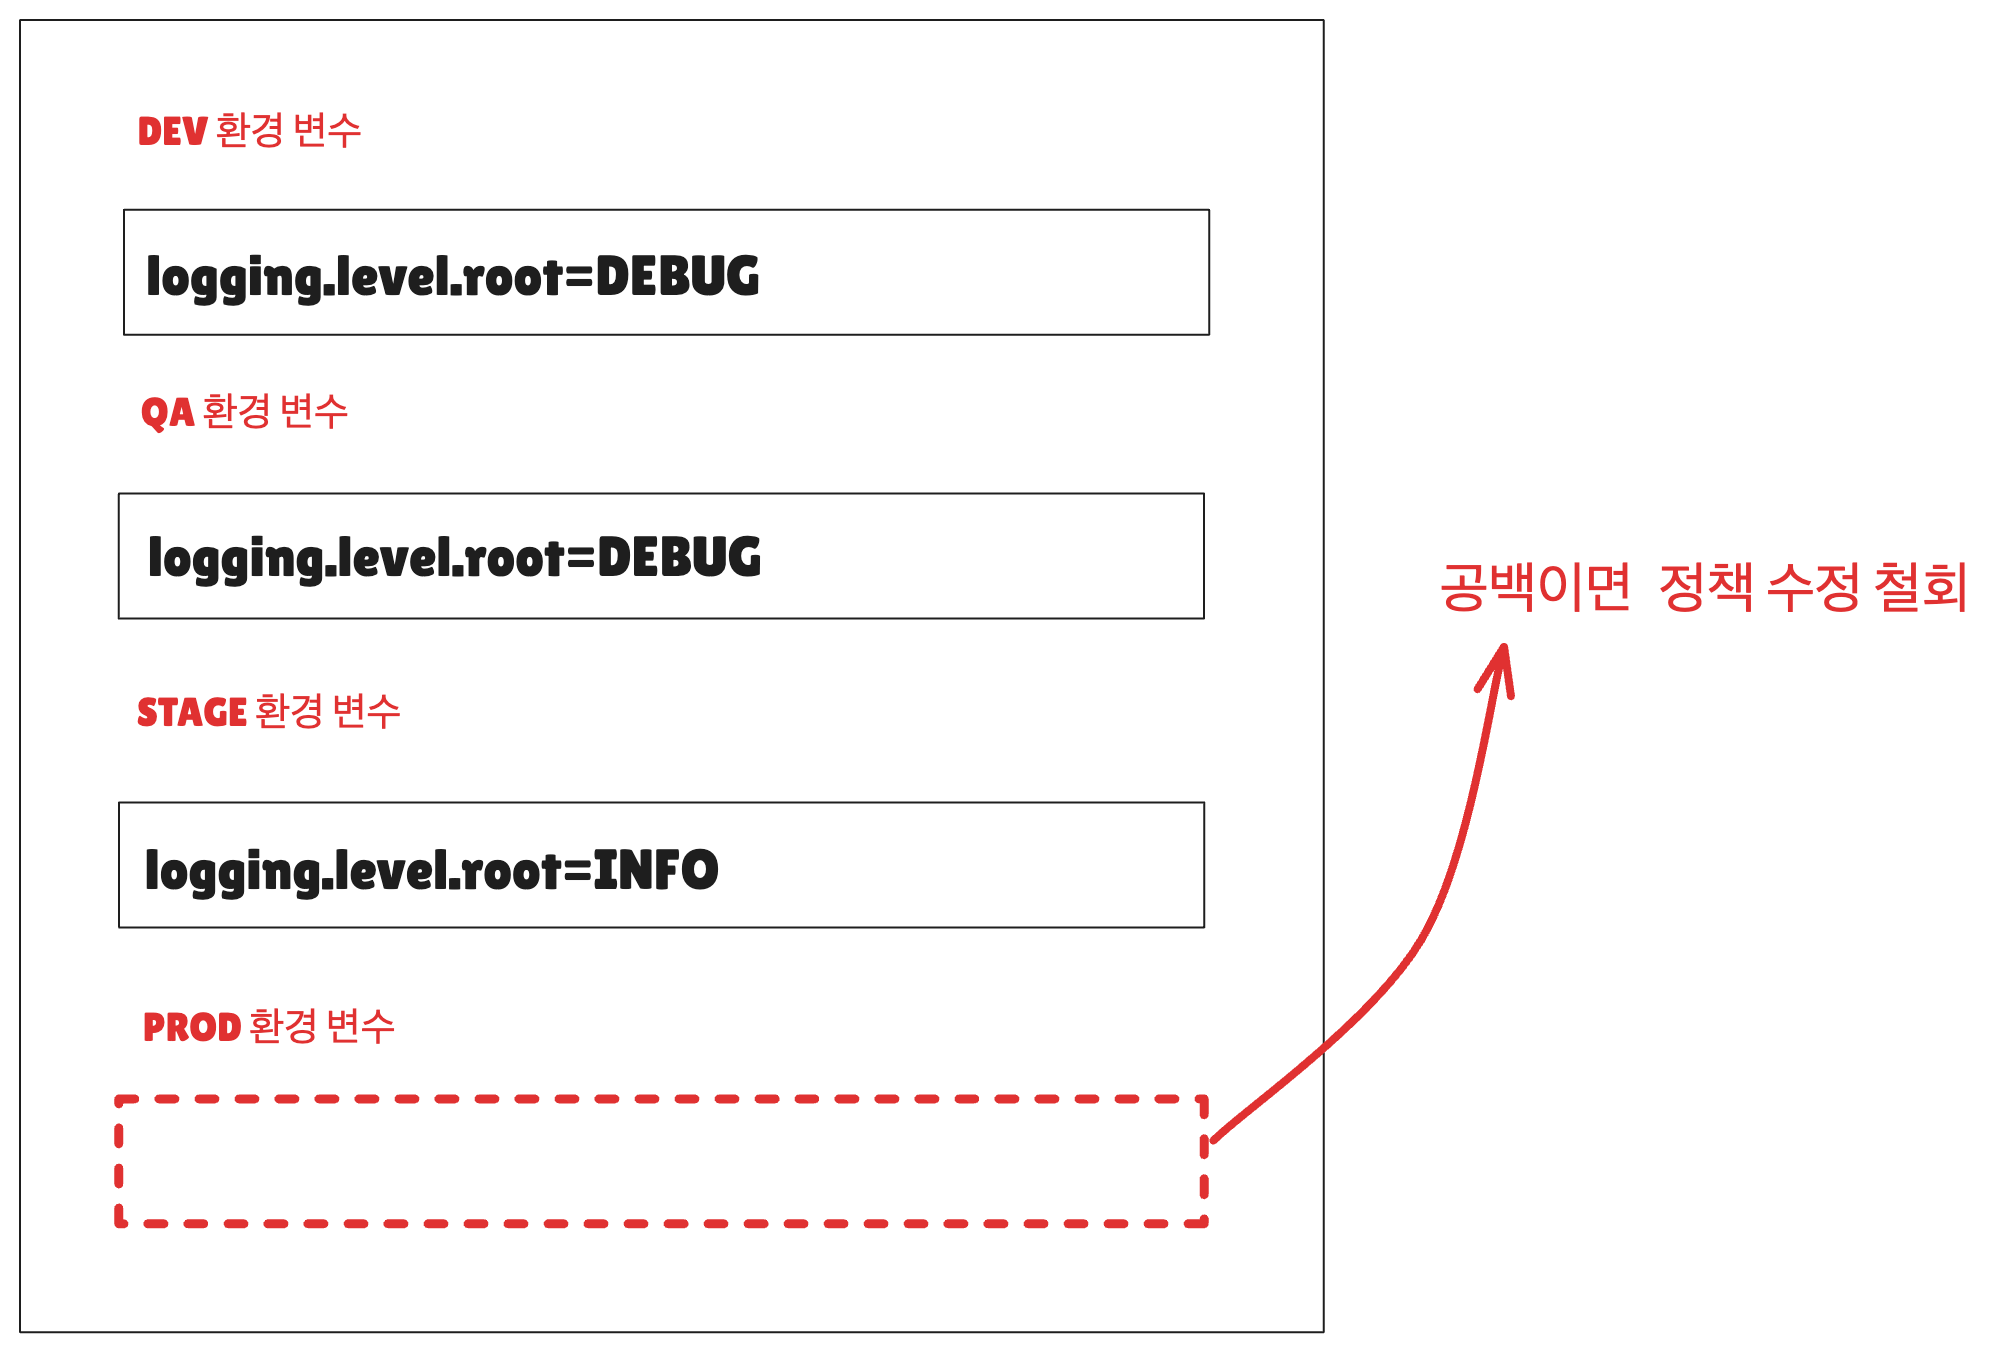 DEV 환경 변수
logging.level.root=DEBUG
QA 환경 변수
logging.level.root=DEBUG
공백이면 정책 수정 철회
STAGE 환경 변수
logging.level.root=INFO
PROD 환경 변수